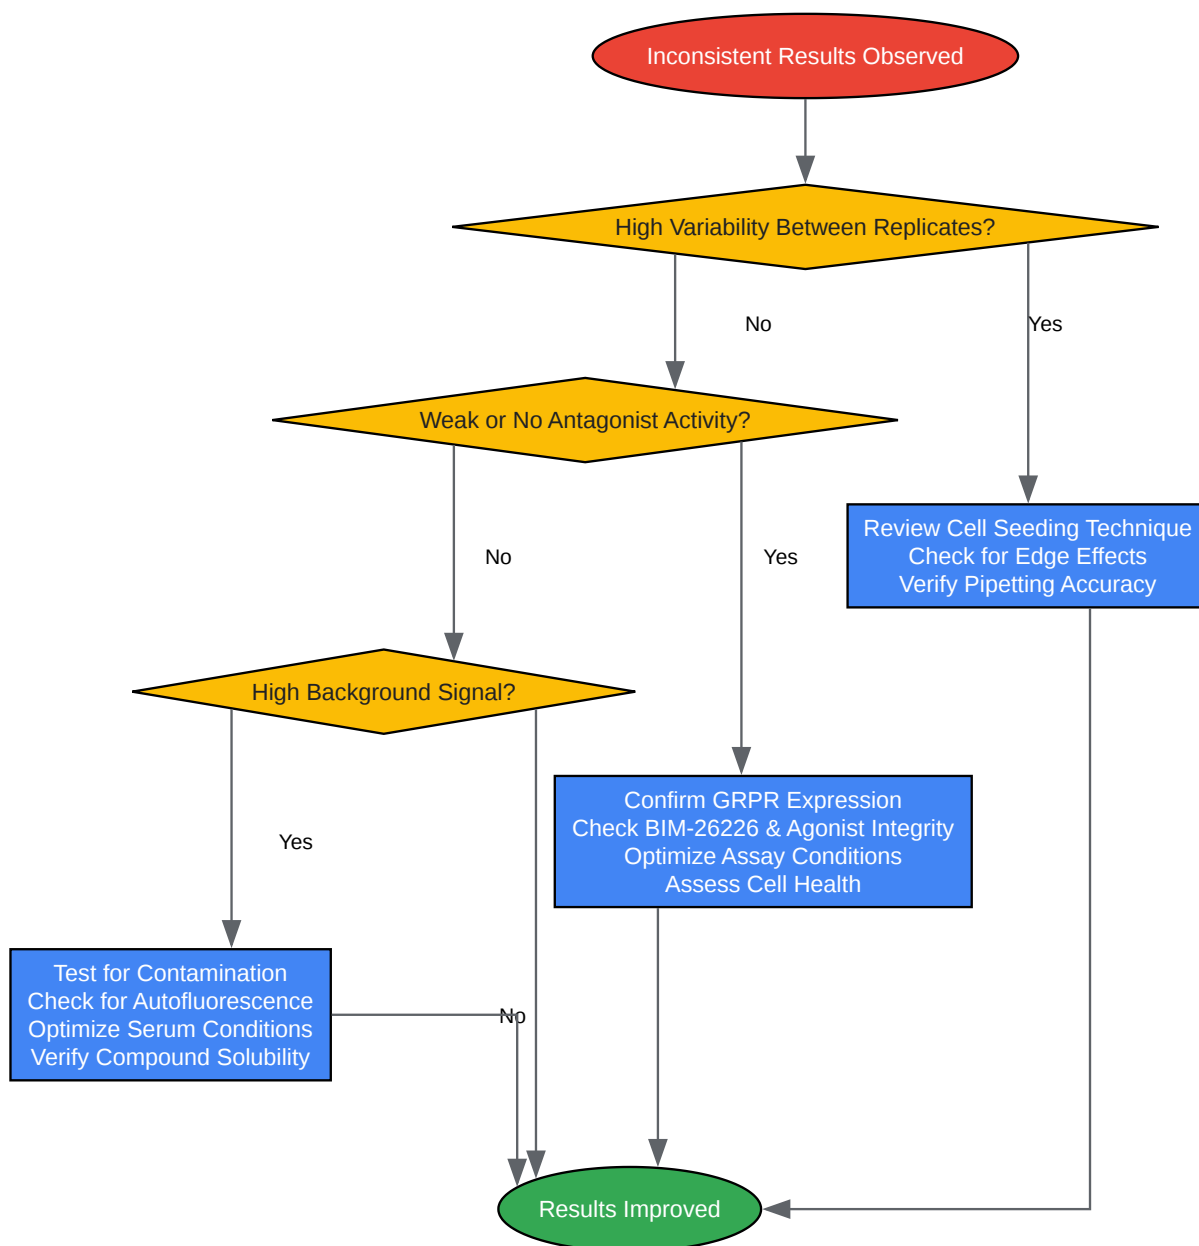 Inconsistent Results Observed
High Variability Between Replicates?
No
Yes
Weak or No Antagonist Activity?
Review Cell Seeding Technique
Check for Edge Effects
Verify Pipetting Accuracy
No
Yes
High Background Signal?
Confirm GRPR Expression
Check BIM-26226 & Agonist Integrity
Optimize Assay Conditions
Assess Cell Health
Yes
Test for Contamination
Check for Autofluorescence
Optimize Serum Conditions
Verify Compound Solubility
No
Results Improved